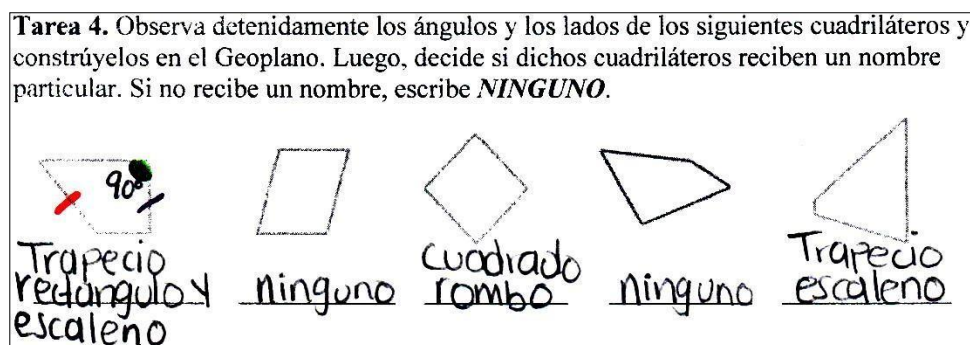 Tarea 4. Observa detenidamente los ángulos y los lados de los siguientes cuadriláteros y
constrúyelos en el Geoplano. Luego, decide si dichos cuadriláteros reciben un nombre
particular. Si no recibe un nombre, escribe NINGUNO.
90°
Trapecio
rectángulo y
escaleno
ninguno
cuadrado
rombo
ninguno
Trapecio
escaleno